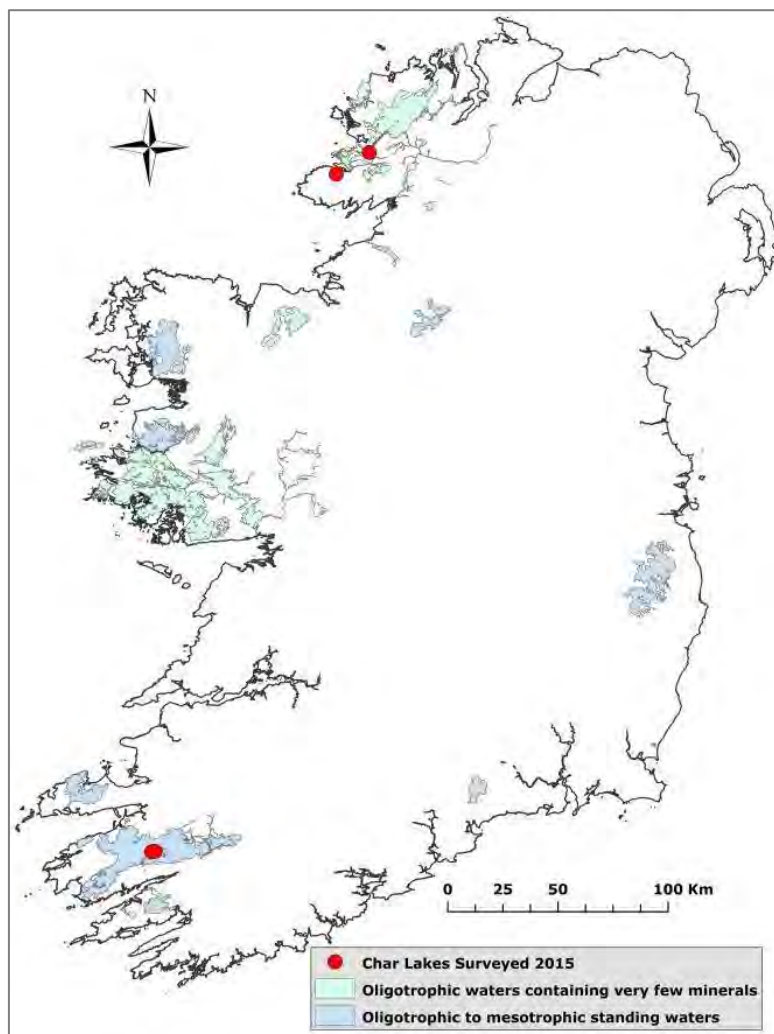 N
0 25 50 100 Km
Char Lakes Surveyed 2015
Oligotrophic waters containing very few minerals
Oligotrophic to mesotrophic standing waters